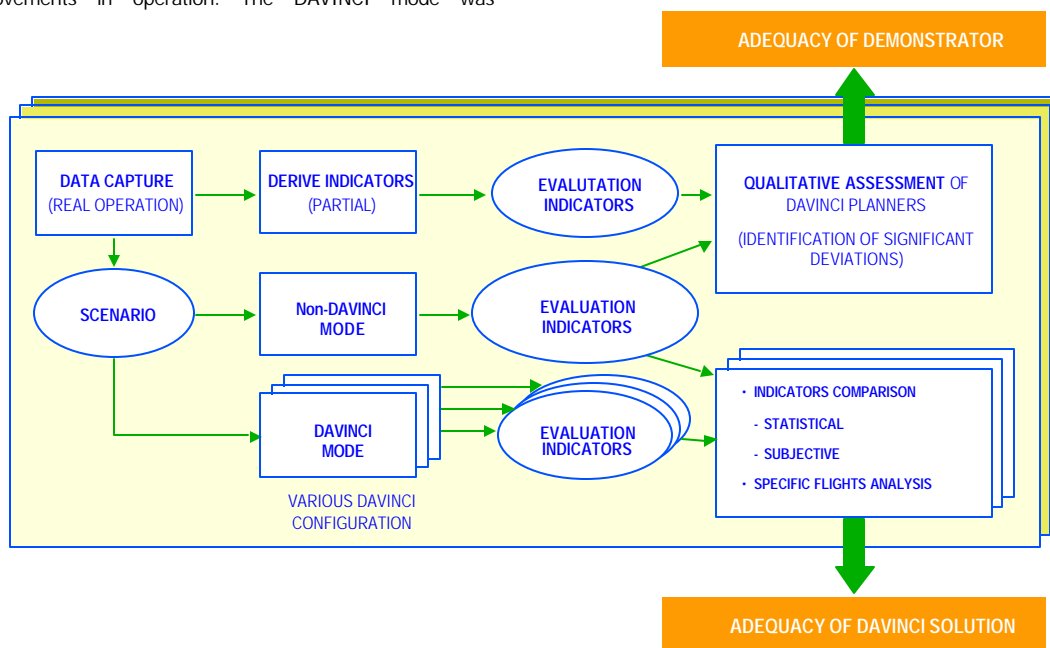 ovements in operation. The DAVINCI mode was
ADEQUACY OF DEMONSTRATOR
DATA CAPTURE
(REAL OPERATION)
DERIVE INDICATORS
(PARTIAL)
EVALUTATION
INDICATORS
QUALITATIVE ASSESSMENT OF
DAVINCI PLANNERS
(IDENTIFICATION OF SIGNIFICANT
DEVIATIONS)
SCENARIO
Non-DAVINCI
MODE
EVALUATION
INDICATORS
DAVINCI
MODE
EVALUATION
INDICATORS
• INDICATORS COMPARISON
- STATISTICAL
- SUBJECTIVE
• SPECIFIC FLIGHTS ANALYSIS
VARIOUS DAVINCI
CONFIGURATION
ADEQUACY OF DAVINCI SOLUTION